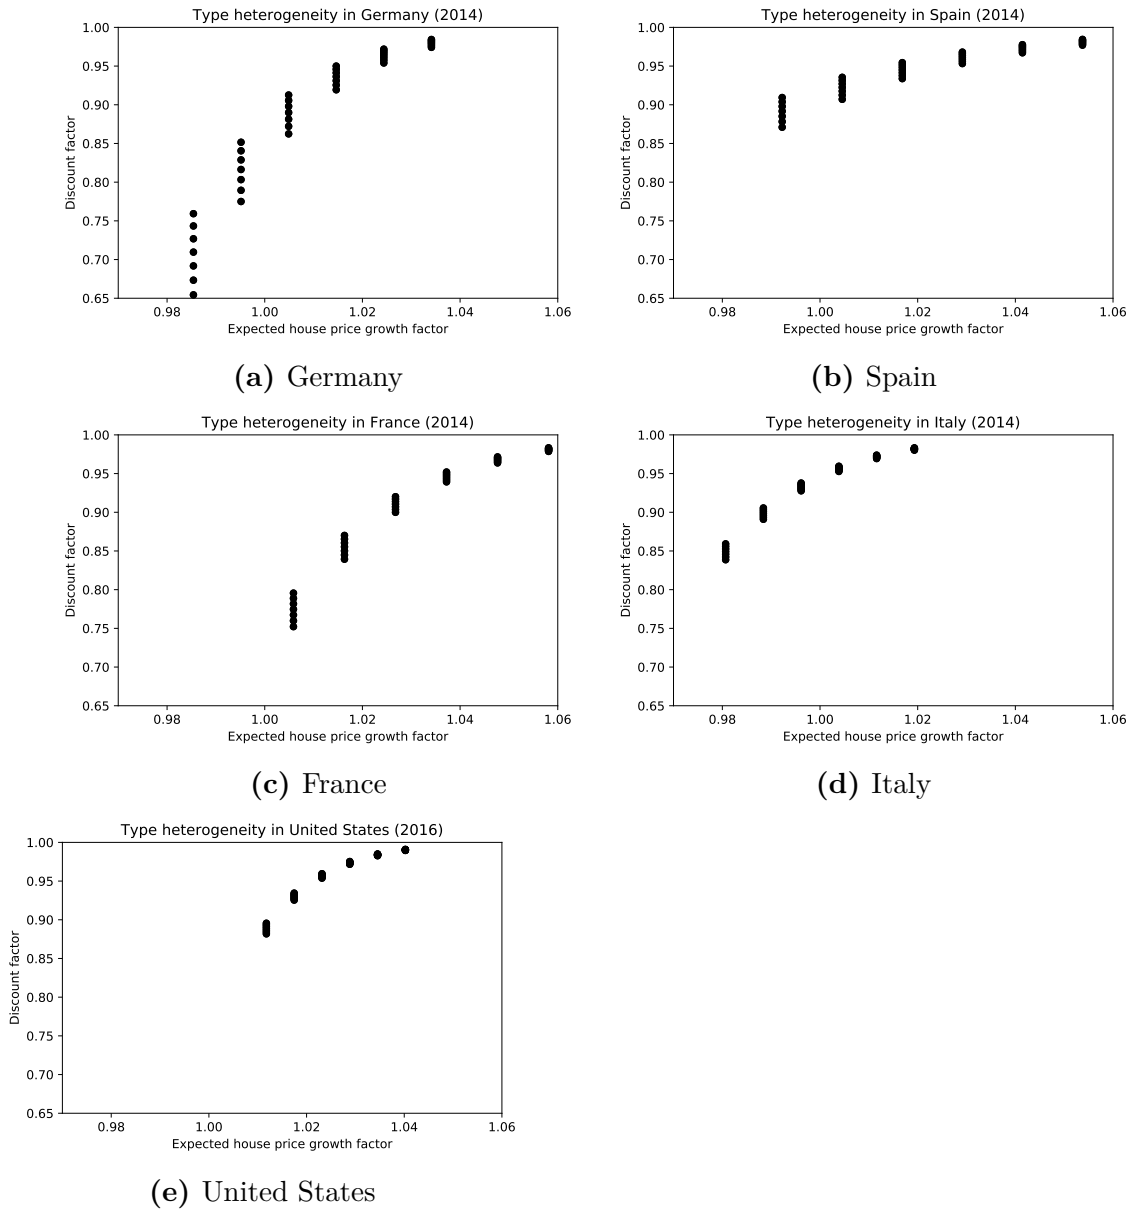 Type heterogeneity in Germany (2014)
1.00
0.95
0.90
0.85
0.80
0.75
0.70
0.65
Discount factor
0.98 1.00 1.02 1.04 1.06
Expected house price growth factor
(a) Germany
Type heterogeneity in Spain (2014)
1.00
0.95
0.90
0.85
0.80
0.75
0.70
0.65
Discount factor
0.98 1.00 1.02 1.04 1.06
Expected house price growth factor
(b) Spain
Type heterogeneity in France (2014)
1.00
0.95
0.90
0.85
0.80
0.75
0.70
0.65
Discount factor
0.98 1.00 1.02 1.04 1.06
Expected house price growth factor
(c) France
Type heterogeneity in Italy (2014)
1.00
0.95
0.90
0.85
0.80
0.75
0.70
0.65
Discount factor
0.98 1.00 1.02 1.04 1.06
Expected house price growth factor
(d) Italy
Type heterogeneity in United States (2016)
1.00
0.95
0.90
0.85
0.80
0.75
0.70
0.65
Discount factor
0.98 1.00 1.02 1.04 1.06
Expected house price growth factor
(e) United States